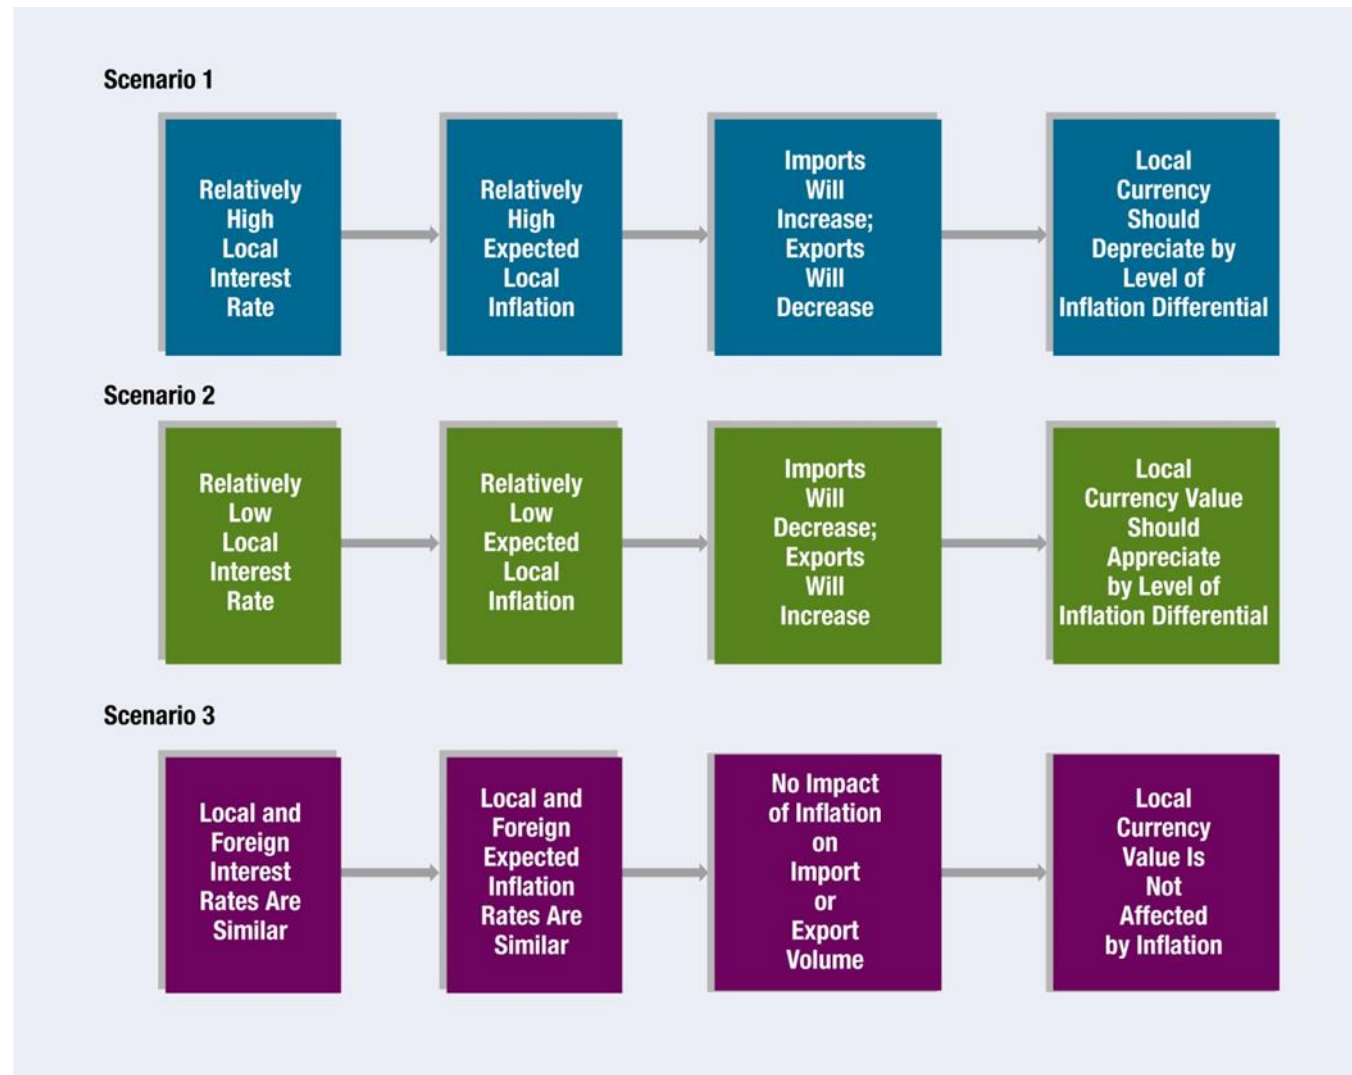 Scenario 1
Relatively
High
Local
Interest
Rate
Relatively
High
Expected
Local
Inflation
Imports
Will
Increase;
Exports
Will
Decrease
Local
Currency
Should
Depreciate by
Level of
Inflation Differential
Scenario 2
Relatively
Low
Local
Interest
Rate
Relatively
Low
Expected
Local
Inflation
Imports
Will
Decrease;
Exports
Will
Increase
Local
Currency Value
Should
Appreciate
by Level of
Inflation Differential
Scenario 3
Local and
Foreign
Interest
Rates Are
Similar
Local and
Foreign
Expected
Inflation
Rates Are
Similar
No Impact
of Inflation
on
Import
or
Export
Volume
Local
Currency
Value Is
Not
Affected
by Inflation